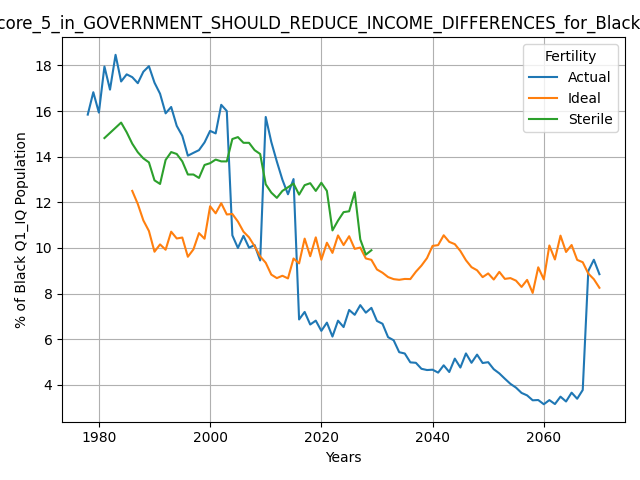 core_5_in_GOVERNMENT_SHOULD_REDUCE_INCOME_DIFFERENCES_for_Black
Fertility
Actual
Ideal
Sterile
% of Black Q1_IQ Population
18
16
14
12
10
8
6
4
1980
2000
2020
2040
2060
Years